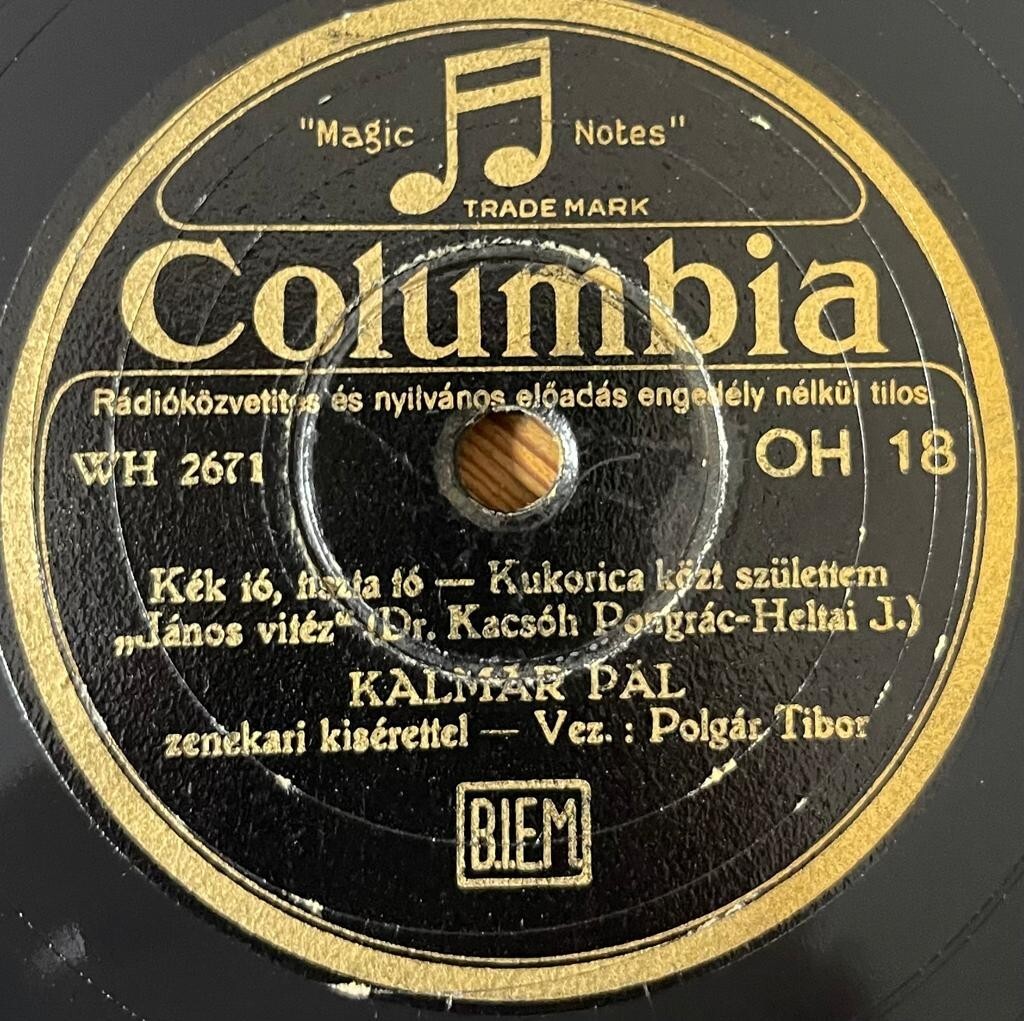 "Magic Notes"
TRADE MARK
Columbia
Rádióközvetités és nyilvános előadás engedély nélkül tilos.
WH 2671 OH 18
Kék tó, tiszta tó — Kukorica közt születtem
„János vitéz“ (Dr. Kacsóh Pongrác-Heltai J.)
KALMÁR PÁL
zenekari kisérettel — Vez. : Polgár Tibor
B.I.E.M